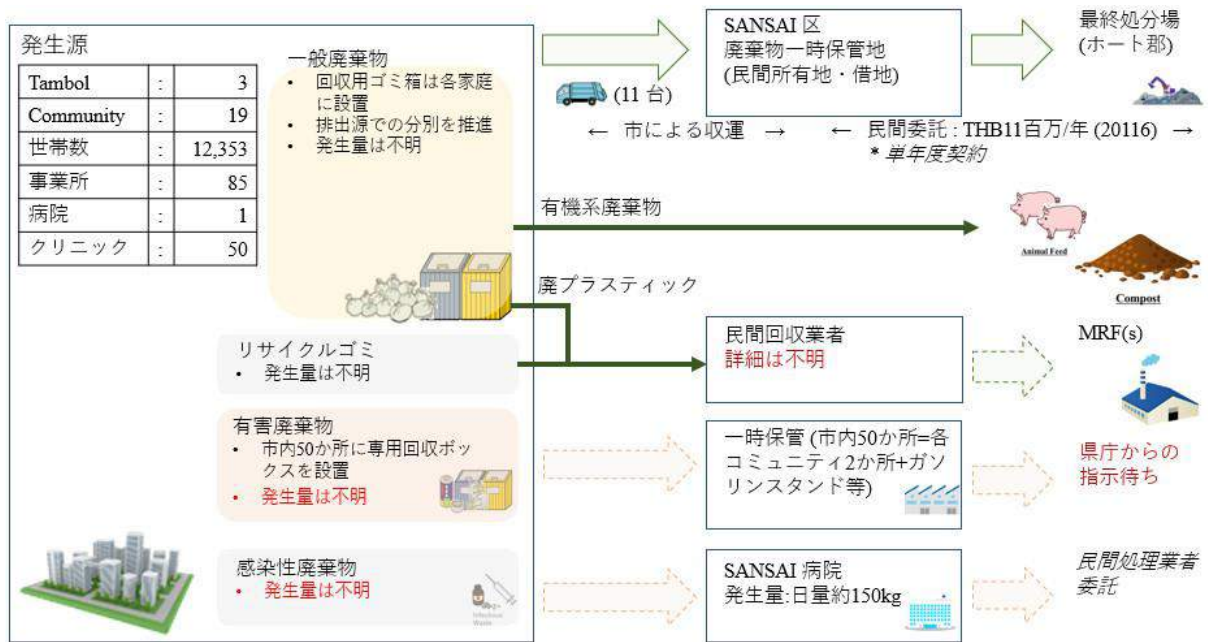 発生源
Tambol : 3
Community : 19
世帯数 : 12,353
事業所 : 85
病院 : 1
クリニック : 50
一般廃棄物
• 回収用ゴミ箱は各家庭
に設置
• 排出源での分別を推進
• 発生量は不明
(11 台)
← 市による収運 →
SANSAI 区
廃棄物一時保管地
(民間所有地・借地)
最終処分場
(ホート郡)
← 民間委託 : THB11百万/年 (20116) →
* 単年度契約
有機系廃棄物
Animal Feed
Compost
廃プラスティック
リサイクルゴミ
• 発生量は不明
民間回収業者
詳細は不明
MRF(s)
有害廃棄物
• 市内50か所に専用回収ボッ
クスを設置
• 発生量は不明
一時保管 (市内50か所=各
コミュニティ2か所+ガソ
リンスタンド等)
県庁からの
指示待ち
感染性廃棄物
• 発生量は不明
Infectious
Waste
SANSAI 病院
発生量:日量約150kg
民間処理業者
委託